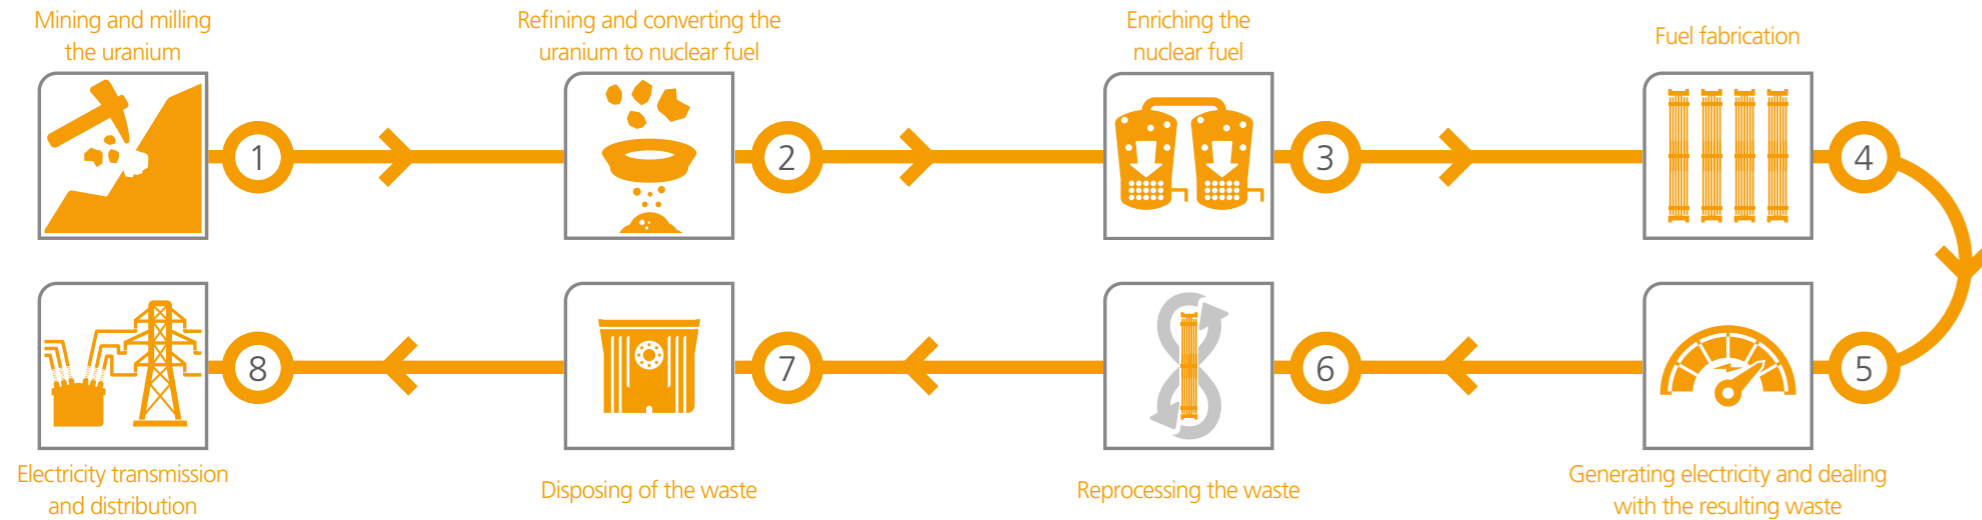 Mining and milling
the uranium
Refining and converting the
uranium to nuclear fuel
Enriching the
nuclear fuel
Fuel fabrication
1
2
3
4
8
7
6
5
Electricity transmission
and distribution
Disposing of the waste
Reprocessing the waste
Generating electricity and dealing
with the resulting waste